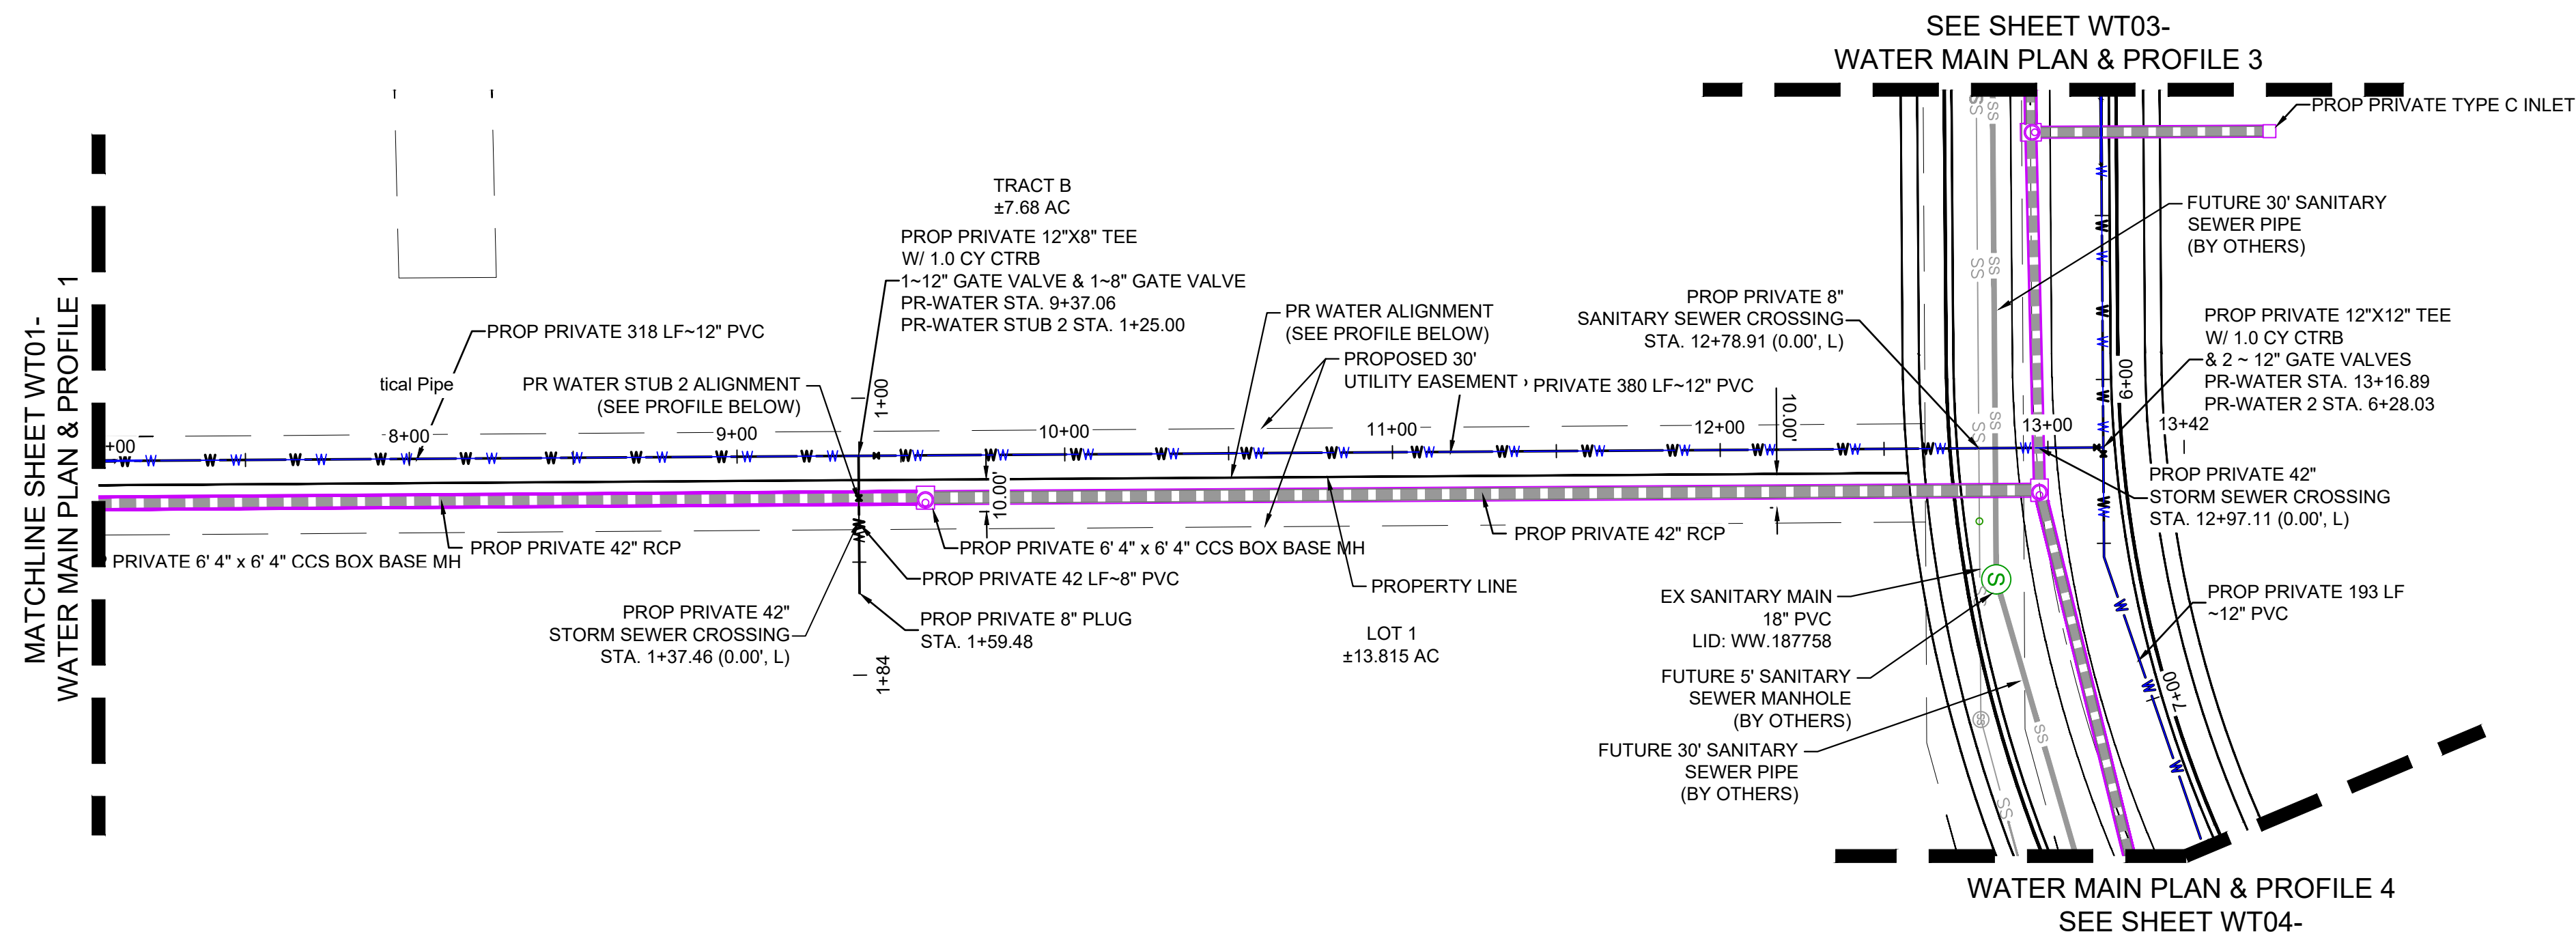 SEE SHEET WT03-
WATER MAIN PLAN & PROFILE 3
PROP PRIVATE TYPE C INLET
MATCHLINE SHEET WT01-
WATER MAIN PLAN & PROFILE 1
TRACT B
±7.68 AC
PROP PRIVATE 12"X8" TEE
W/ 1.0 CY CTRB
1~12" GATE VALVE & 1~8" GATE VALVE
PR-WATER STA. 9+37.06
PR-WATER STUB 2 STA. 1+25.00
FUTURE 30' SANITARY
SEWER PIPE
(BY OTHERS)
PROP PRIVATE 318 LF~12" PVC
tical Pipe
PR WATER STUB 2 ALIGNMENT
(SEE PROFILE BELOW)
PR WATER ALIGNMENT
(SEE PROFILE BELOW)
PROPOSED 30'
UTILITY EASEMENT
PRIVATE 380 LF~12" PVC
PROP PRIVATE 8"
SANITARY SEWER CROSSING
STA. 12+78.91 (0.00', L)
PROP PRIVATE 12"X12" TEE
W/ 1.0 CY CTRB
& 2 ~ 12" GATE VALVES
PR-WATER STA. 13+16.89
PR-WATER 2 STA. 6+28.03
+00
8+00
9+00
1+00
10+00
11+00
12+00
10.00'
13+00
6+00
13+42
W W W W W W W W W W W W W W W W W W W W W W W W W W W W W W W W W W W W W W W W W W W W W
SS SS SS SS SS SS
10.00'
PROP PRIVATE 42"
STORM SEWER CROSSING
STA. 12+97.11 (0.00', L)
PRIVATE 6' 4" x 6' 4" CCS BOX BASE MH
PROP PRIVATE 42" RCP
PROP PRIVATE 6' 4" x 6' 4" CCS BOX BASE MH
PROP PRIVATE 42" RCP
PROP PRIVATE 42 LF~8" PVC
PROPERTY LINE
PROP PRIVATE 42"
STORM SEWER CROSSING
STA. 1+37.46 (0.00', L)
PROP PRIVATE 8" PLUG
STA. 1+59.48
1+84
LOT 1
±13.815 AC
S
EX SANITARY MAIN
18" PVC
LID: WW.187758
FUTURE 5' SANITARY
SEWER MANHOLE
(BY OTHERS)
FUTURE 30' SANITARY
SEWER PIPE
(BY OTHERS)
SS
SS
SS
PROP PRIVATE 193 LF
~12" PVC
7+00
WATER MAIN PLAN & PROFILE 4
SEE SHEET WT04-